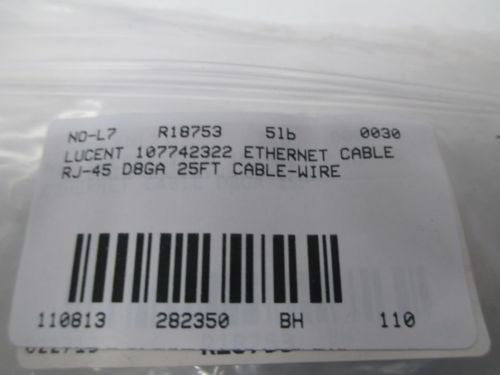 NO-L7 R18753 51b 0030
LUCENT 107742322 ETHERNET CABLE
RJ-45 D8GA 25FT CABLE-WIRE
110813 282350 BH 110
R18753